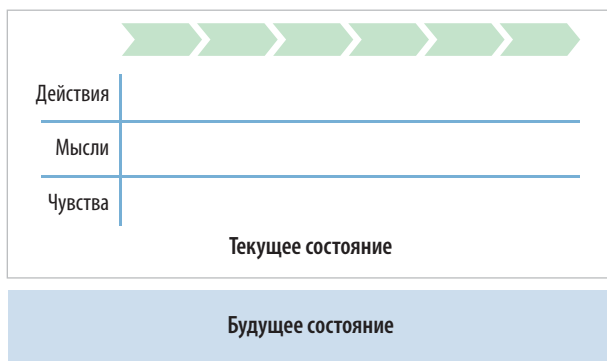 Действия
Мысли
Чувства
Текущее состояние
Будущее состояние